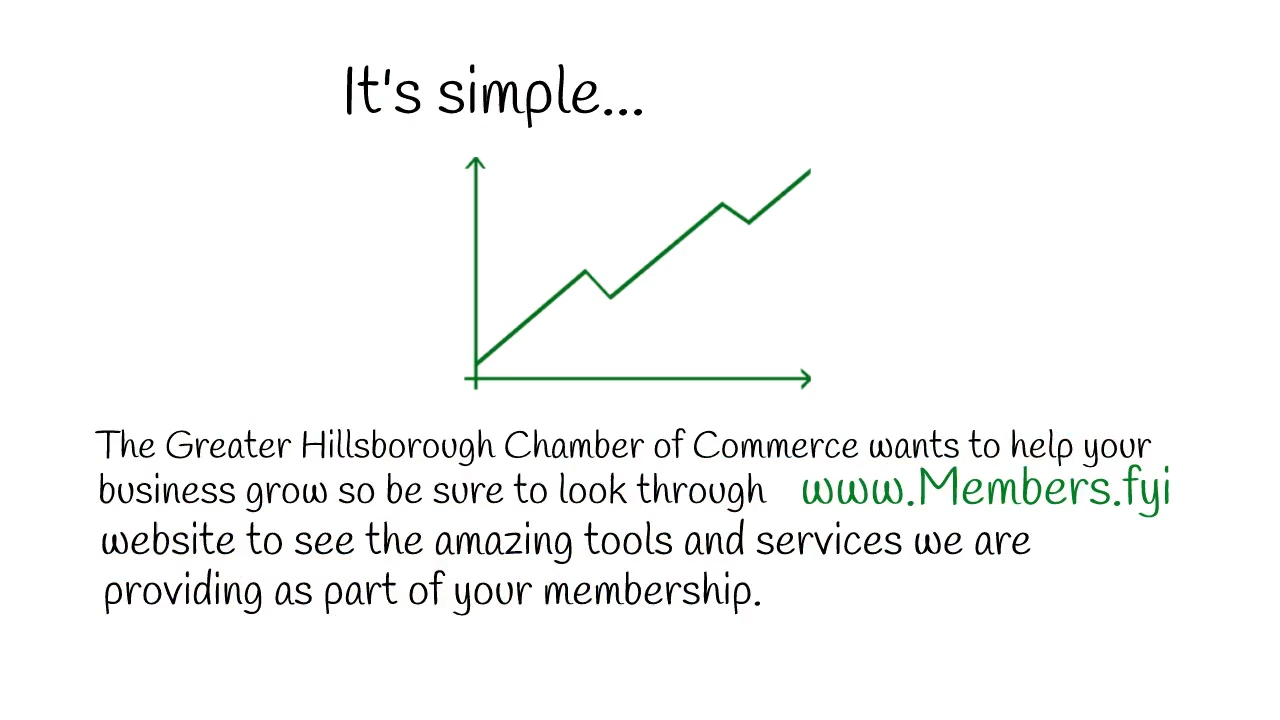 It's simple...
The Greater Hillsborough Chamber of Commerce wants to help your
business grow so be sure to look through www.Members.fyi
website to see the amazing tools and services we are
providing as part of your membership.